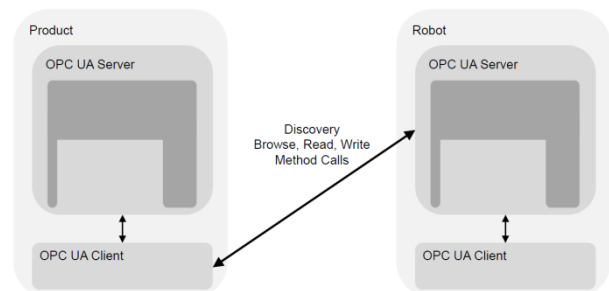 Product
OPC UA Server
OPC UA Client
Discovery
Browse, Read, Write
Method Calls
Robot
OPC UA Server
OPC UA Client